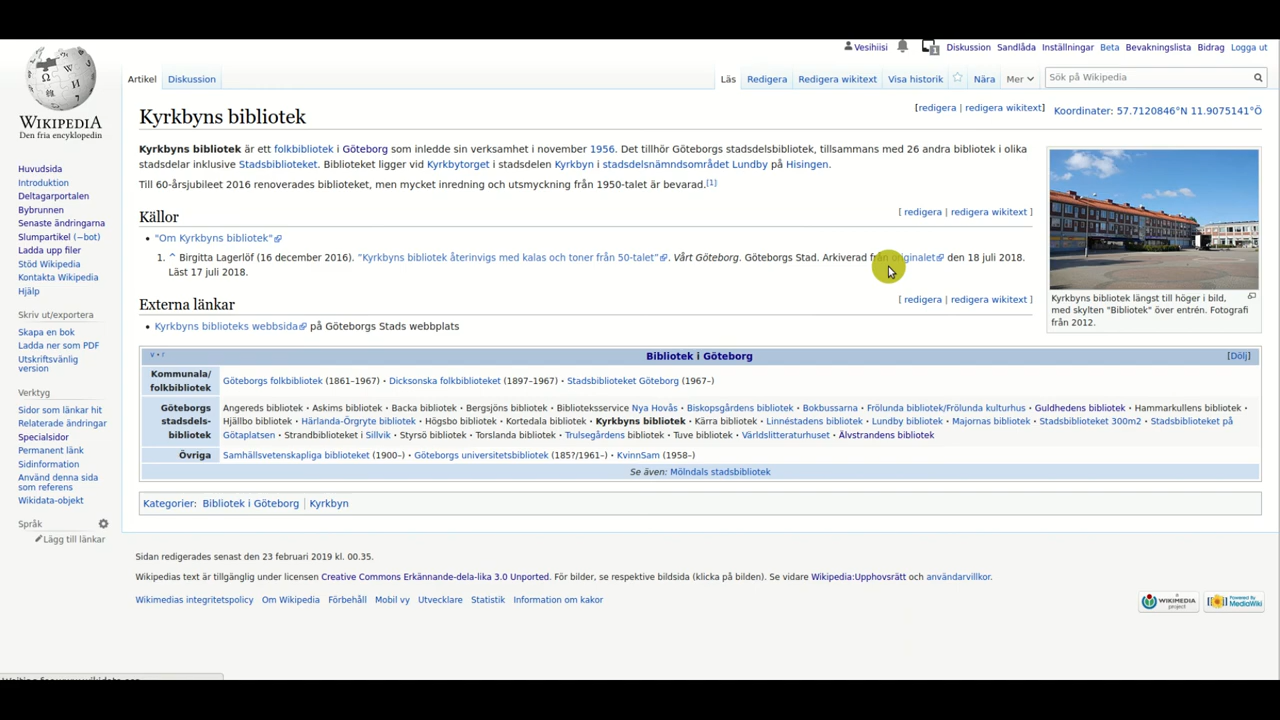 Vesihiisi 1 Diskussion Sandlåda Inställningar Beta Bevakningslista Bidrag Logga ut
Artikel Diskussion Läs Redigera Redigera wikitext Visa historik Nära Mer Sök på Wikipedia
WIKIPEDIA
Den fria encyklopedin
Huvudsida
Introduktion
Deltagarportalen
Bybrunnen
Senaste ändringarna
Slumpartikel (−bot)
Ladda upp filer
Stöd Wikipedia
Kontakta Wikipedia
Hjälp
Skriv ut/exportera
Skapa en bok
Ladda ner som PDF
Utskriftsvänlig
version
Verktyg
Sidor som länkar hit
Relaterade ändringar
Specialsidor
Permanent länk
Sidinformation
Använd denna sida
som referens
Wikidata-objekt
Språk
Lägg till länkar
Kyrkbyns bibliotek
[redigera | redigera wikitext] Koordinater: 57.7120846°N 11.9075141°Ö
Kyrkbyns bibliotek är ett folkbibliotek i Göteborg som inledde sin verksamhet i november 1956. Det tillhör Göteborgs stadsdelsbibliotek, tillsammans med 26 andra bibliotek i olika
stadsdelar inklusive Stadsbiblioteket. Biblioteket ligger vid Kyrkbytorget i stadsdelen Kyrkbyn i stadsdelsnämndsområdet Lundby på Hisingen.
Till 60-årsjubileet 2016 renoverades biblioteket, men mycket inredning och utsmyckning från 1950-talet är bevarad.[1]
Källor [ redigera | redigera wikitext ]
• "Om Kyrkbyns bibliotek"
1. ^ Birgitta Lagerlöf (16 december 2016). "Kyrkbyns bibliotek återinvigs med kalas och toner från 50-talet". Vårt Göteborg. Göteborgs Stad. Arkiverad från originalet den 18 juli 2018.
Läst 17 juli 2018.
Externa länkar [ redigera | redigera wikitext ]
• Kyrkbyns biblioteks webbsida på Göteborgs Stads webbplats
Kyrkbyns bibliotek längst till höger i bild,
med skylten "Bibliotek" över entrén. Fotografi
från 2012.
v • r Bibliotek i Göteborg [Dölj]
Kommunala/
folkbibliotek
Göteborgs folkbibliotek (1861–1967) • Dicksonska folkbiblioteket (1897–1967) • Stadsbiblioteket Göteborg (1967–)
Göteborgs
stadsdels-
bibliotek
Angereds bibliotek • Askims bibliotek • Backa bibliotek • Bergsjöns bibliotek • Biblioteksservice Nya Hovås • Biskopsgårdens bibliotek • Bokbussarna • Frölunda bibliotek/Frölunda kulturhus • Guldhedens bibliotek • Hammarkullens bibliotek •
Hjällbo bibliotek • Härlanda-Örgryte bibliotek • Högsbo bibliotek • Kortedala bibliotek • Kyrkbyns bibliotek • Kärra bibliotek • Linnéstadens bibliotek • Lundby bibliotek • Majornas bibliotek • Stadsbiblioteket 300m2 • Stadsbiblioteket på
Götaplatsen • Strandbiblioteket i Sillvik • Styrsö bibliotek • Torslanda bibliotek • Trulsegårdens bibliotek • Tuve bibliotek • Världslitteraturhuset • Älvstrandens bibliotek
Övriga Samhällsvetenskapliga biblioteket (1900–) • Göteborgs universitetsbibliotek (185?/1961–) • KvinnSam (1958–)
Se även: Mölndals stadsbibliotek
Kategorier: Bibliotek i Göteborg | Kyrkbyn
Sidan redigerades senast den 23 februari 2019 kl. 00.35.
Wikipedias text är tillgänglig under licensen Creative Commons Erkännande-dela-lika 3.0 Unported. För bilder, se respektive bildsida (klicka på bilden). Se vidare Wikipedia:Upphovsrätt och användarvillkor.
Wikimedias integritetspolicy Om Wikipedia Förbehåll Mobil vy Utvecklare Statistik Information om kakor
A WIKIMEDIA project Powered By MediaWiki